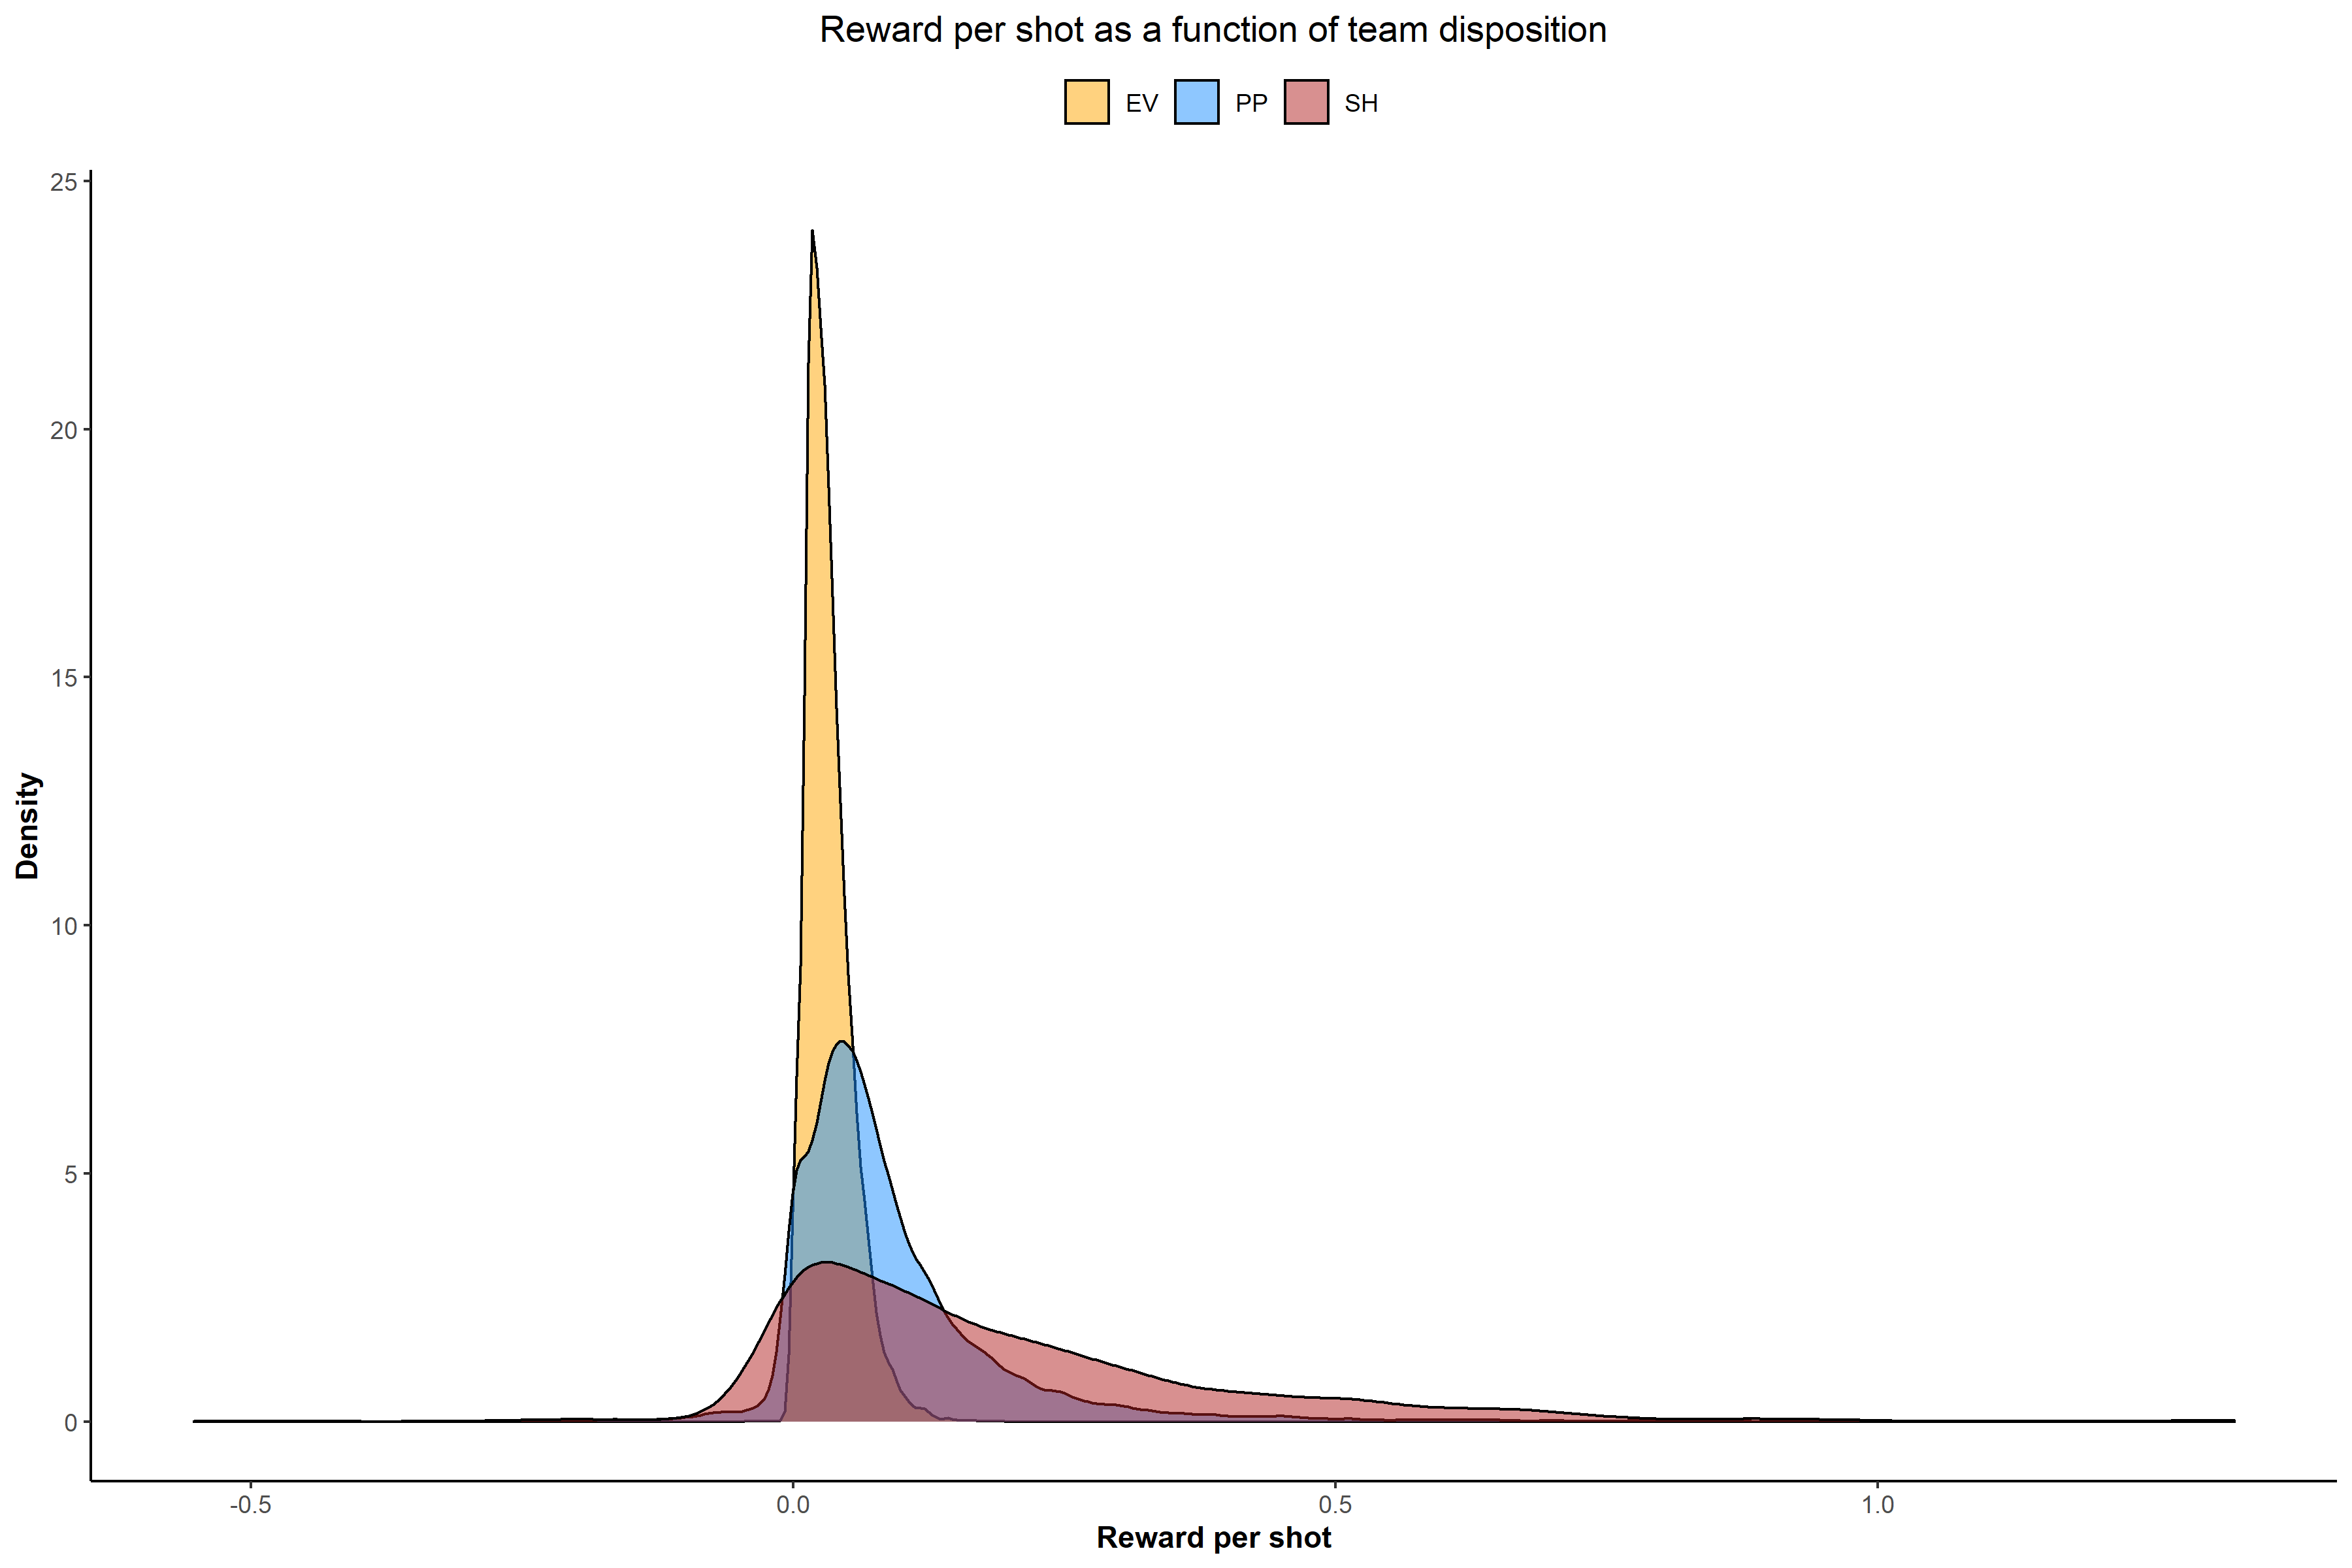 Reward per shot as a function of team disposition
EV PP SH
25
20
15
10
5
0
Density
-0.5 0.0 0.5 1.0
Reward per shot